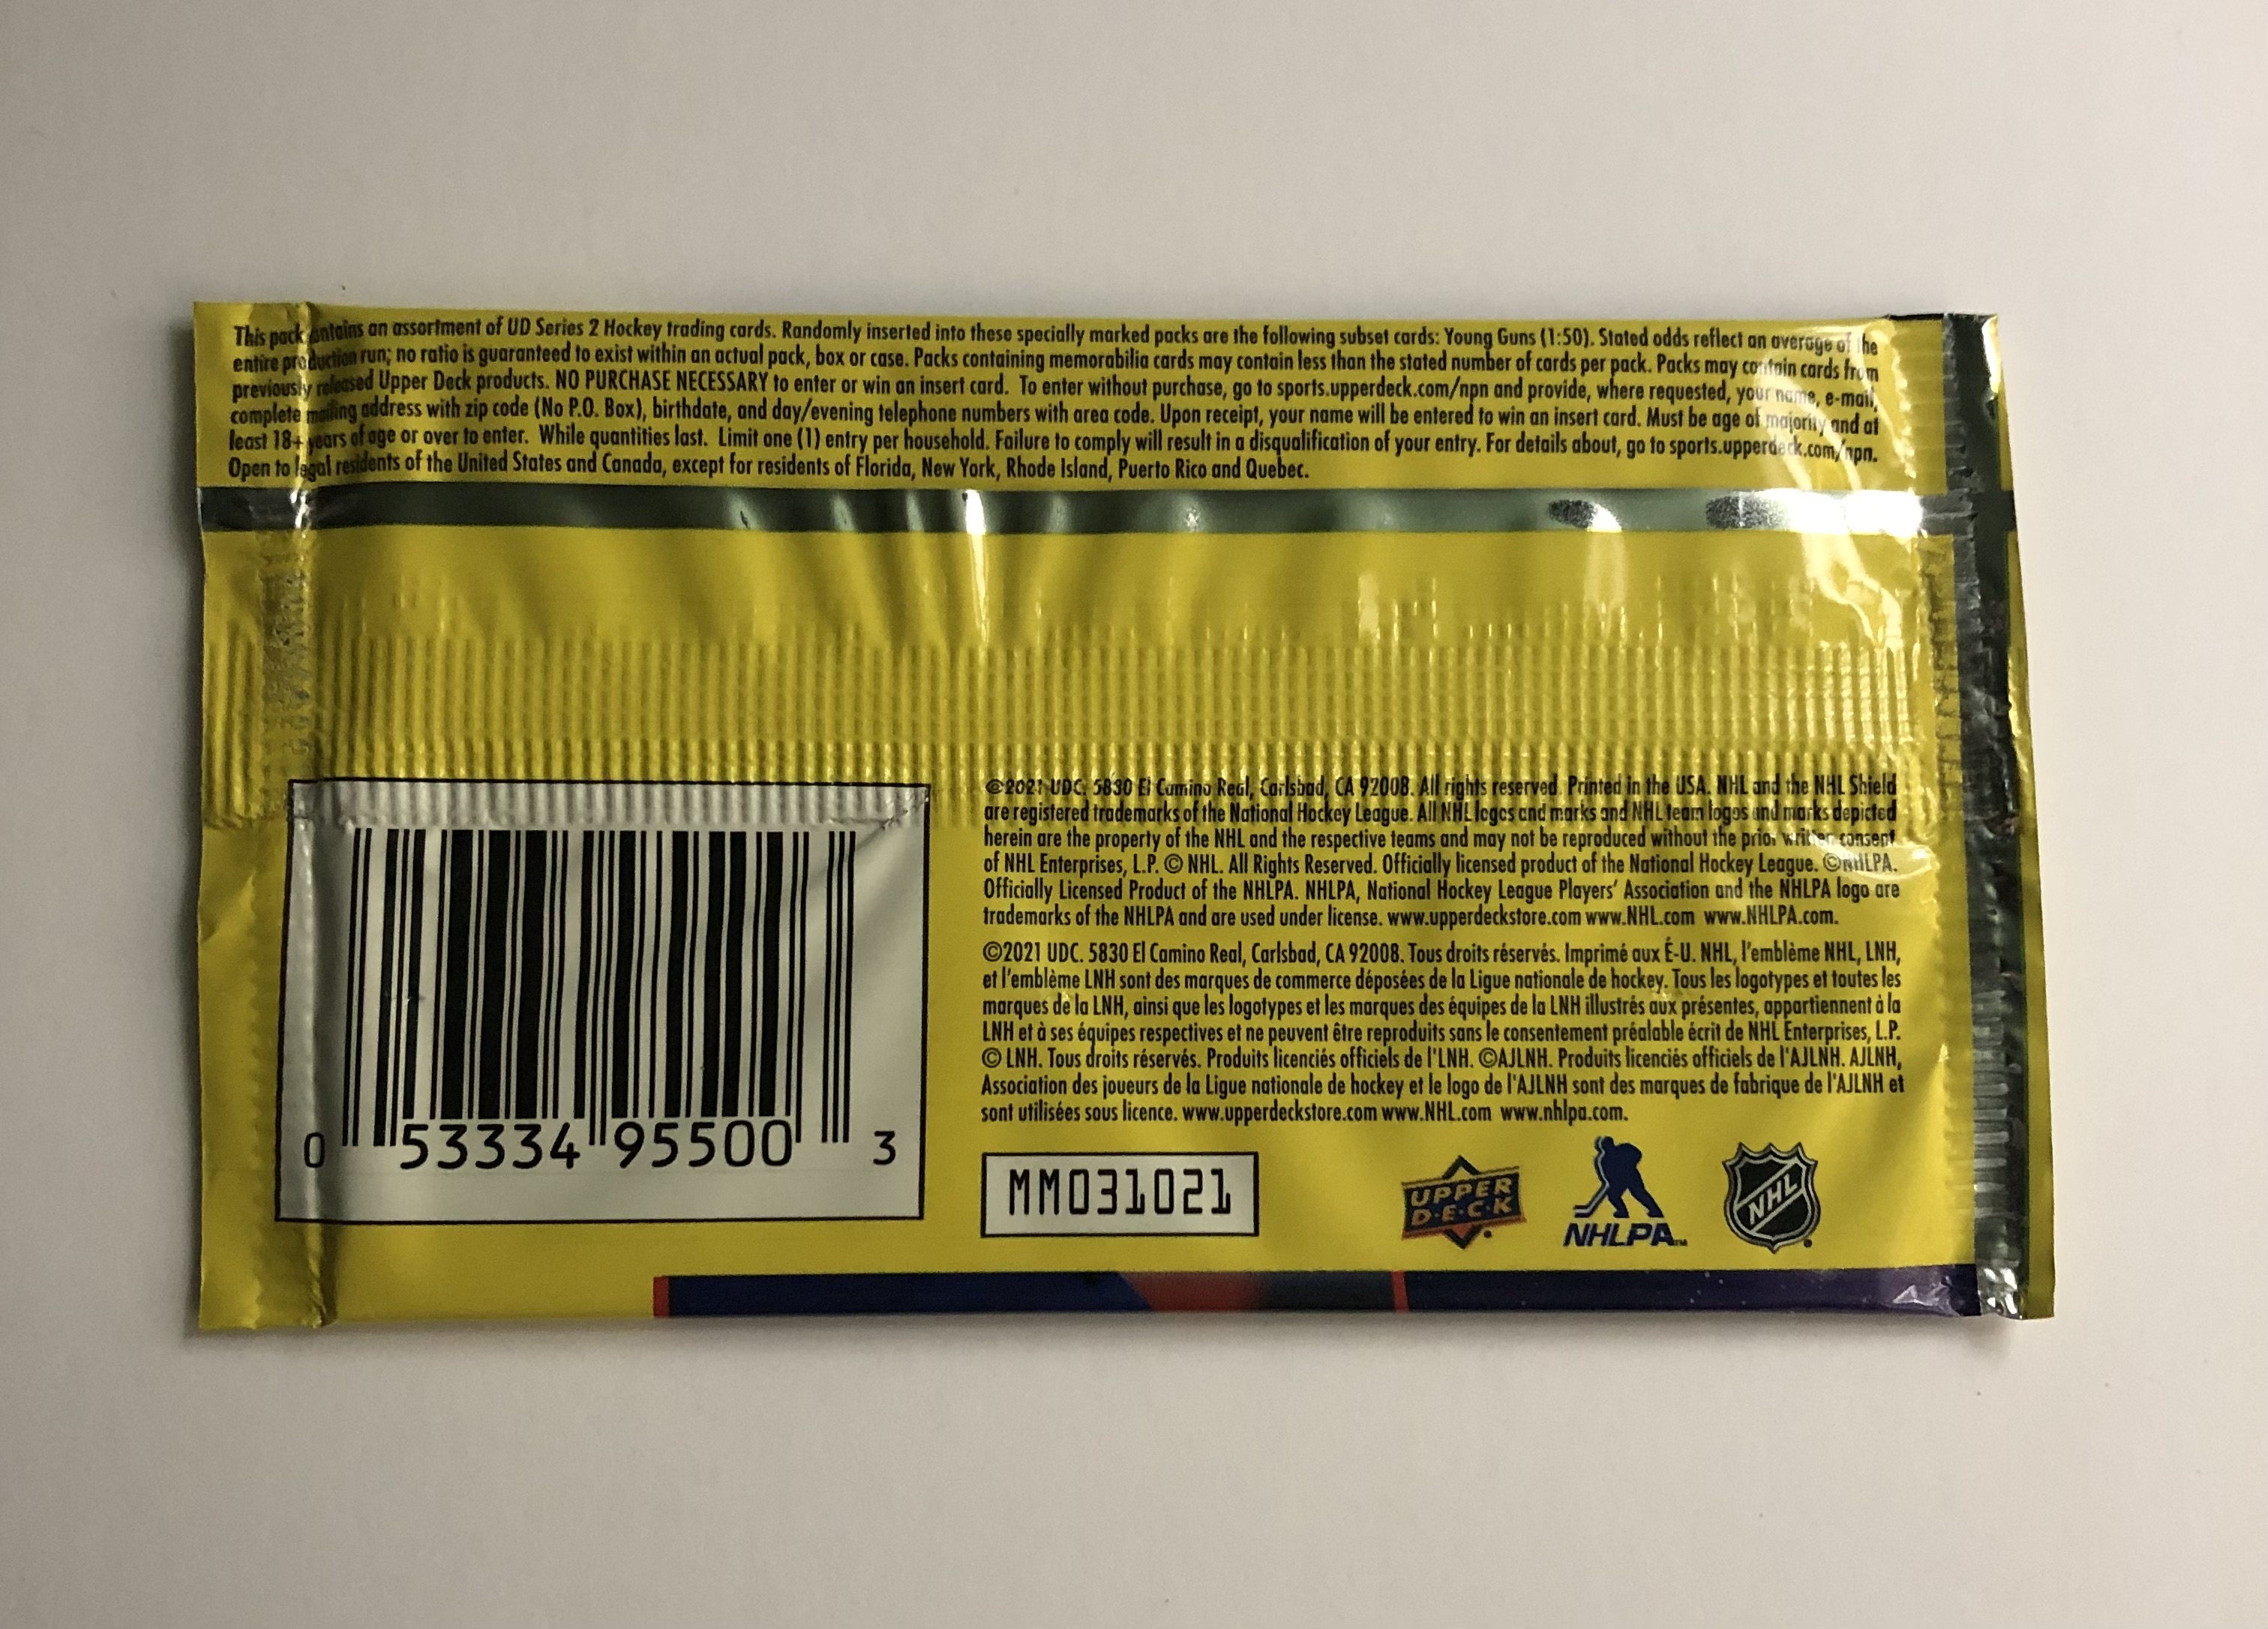 This pack contains an assortment of UD Series 2 Hockey trading cards. Randomly inserted into these specially marked packs are the following subset cards: Young Guns (1:50). Stated odds reflect an average of the
entire production run; no ratio is guaranteed to exist within an actual pack, box or case. Packs containing memorabilia cards may contain less than the stated number of cards per pack. Packs may contain cards from
previously released Upper Deck products. NO PURCHASE NECESSARY to enter or win an insert card. To enter without purchase, go to sports.upperdeck.com/npn and provide, where requested, your name, e-mail,
complete mailing address with zip code (No P.O. Box), birthdate, and day/evening telephone numbers with area code. Upon receipt, your name will be entered to win an insert card. Must be age of majority and at
least 18+ years of age or over to enter. While quantities last. Limit one (1) entry per household. Failure to comply will result in a disqualification of your entry. For details about, go to sports.upperdeck.com/npn.
Open to legal residents of the United States and Canada, except for residents of Florida, New York, Rhode Island, Puerto Rico and Quebec.
©2021 UDC. 5830 El Camino Real, Carlsbad, CA 92008. All rights reserved. Printed in the USA. NHL and the NHL Shield
are registered trademarks of the National Hockey League. All NHL logos and marks and NHL team logos and marks depicted
herein are the property of the NHL and the respective teams and may not be reproduced without the prior written consent
of NHL Enterprises, L.P. © NHL. All Rights Reserved. Officially licensed product of the National Hockey League. ©NHLPA.
Officially Licensed Product of the NHLPA. NHLPA, National Hockey League Players' Association and the NHLPA logo are
trademarks of the NHLPA and are used under license. www.upperdeckstore.com www.NHL.com www.NHLPA.com.
©2021 UDC. 5830 El Camino Real, Carlsbad, CA 92008. Tous droits réservés. Imprimé aux É-U. NHL, l'emblème NHL, LNH,
et l'emblème LNH sont des marques de commerce déposées de la Ligue nationale de hockey. Tous les logotypes et toutes les
marques de la LNH, ainsi que les logotypes et les marques des équipes de la LNH illustrés aux présentes, appartiennent à la
LNH et à ses équipes respectives et ne peuvent être reproduits sans le consentement préalable écrit de NHL Enterprises, L.P.
© LNH. Tous droits réservés. Produits licenciés officiels de l'LNH. ©AJLNH. Produits licenciés officiels de l'AJLNH. AJLNH,
Association des joueurs de la Ligue nationale de hockey et le logo de l'AJLNH sont des marques de fabrique de l'AJLNH et
sont utilisées sous licence. www.upperdeckstore.com www.NHL.com www.nhlpa.com.
0 53334 95500 3
MM031021
UPPER
D·E·C·K
NHLPA™
NHL